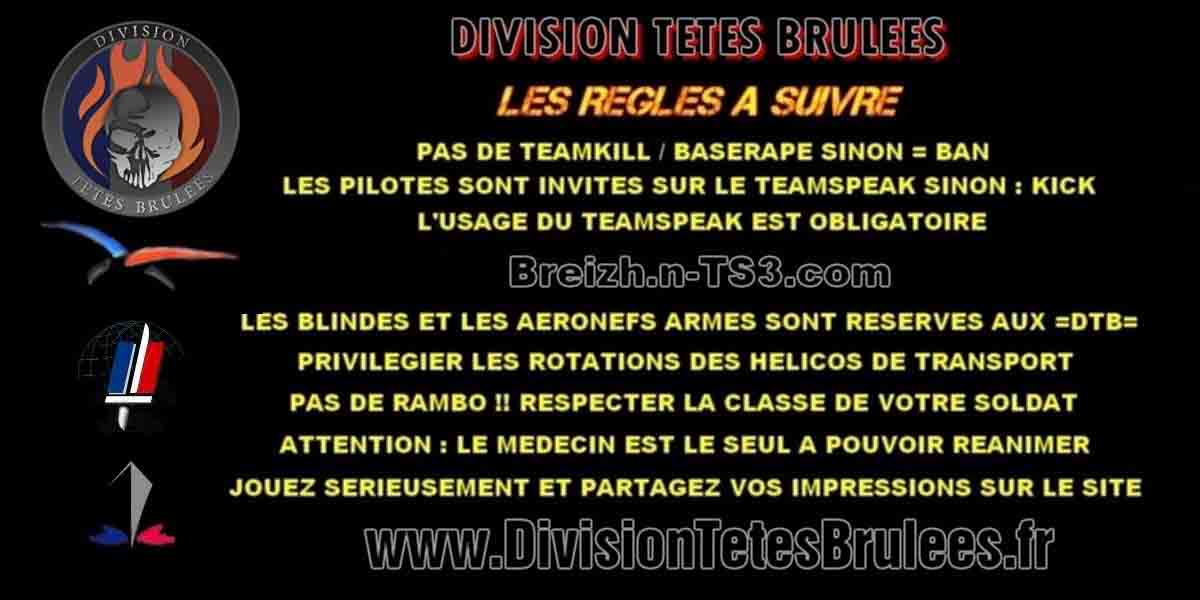 DIVISION
TETES BRULEES
DIVISION TETES BRULEES
LES REGLES A SUIVRE
PAS DE TEAMKILL / BASERAPE SINON = BAN
LES PILOTES SONT INVITES SUR LE TEAMSPEAK SINON : KICK
L'USAGE DU TEAMSPEAK EST OBLIGATOIRE
Breizh.n-TS3.com
LES BLINDES ET LES AERONEFS ARMES SONT RESERVES AUX =DTB=
PRIVILEGIER LES ROTATIONS DES HELICOS DE TRANSPORT
PAS DE RAMBO !! RESPECTER LA CLASSE DE VOTRE SOLDAT
ATTENTION : LE MEDECIN EST LE SEUL A POUVOIR REANIMER
JOUEZ SERIEUSEMENT ET PARTAGEZ VOS IMPRESSIONS SUR LE SITE
www.DivisionTetesBrulees.fr